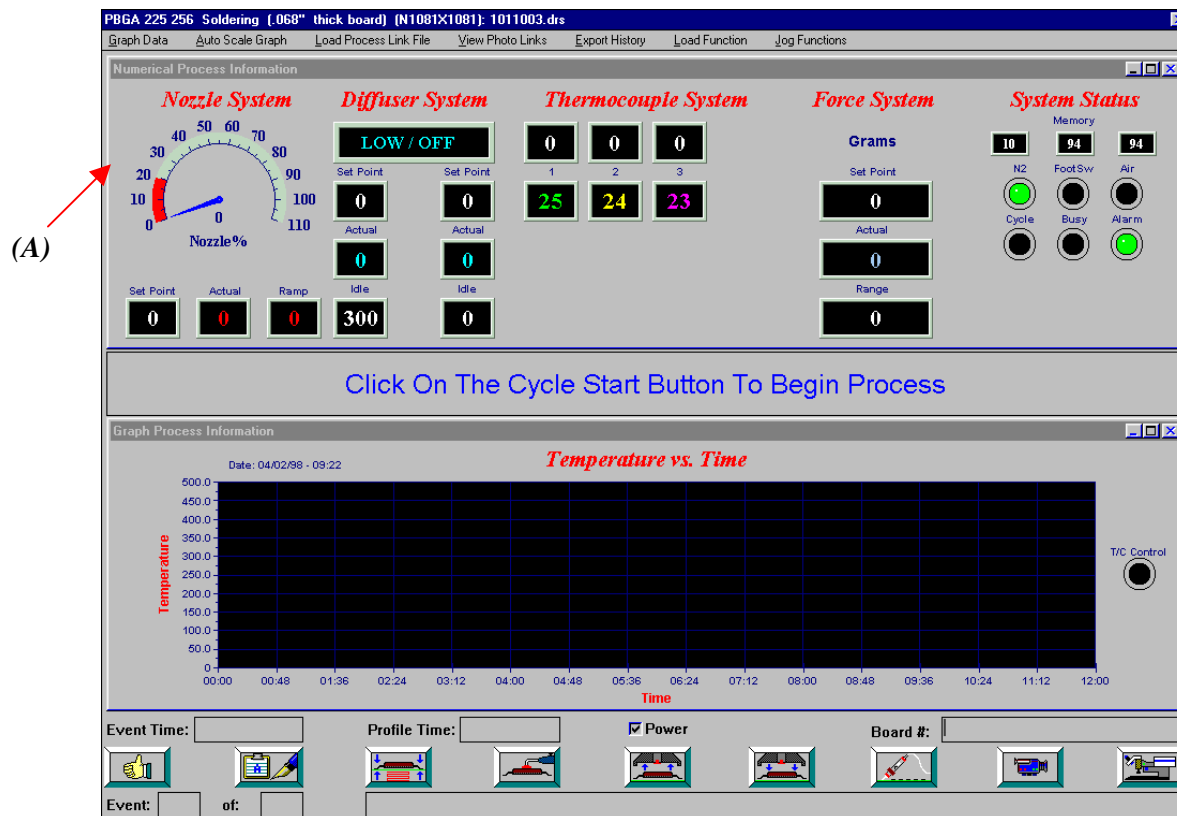 PBGA 225 256 Soldering (.068" thick board) (N1081X1081): 1011003.drs
Graph Data Auto Scale Graph Load Process Link File View Photo Links Export History Load Function Jog Functions
Numerical Process Information
Nozzle System Diffuser System Thermocouple System Force System System Status
(A)
0 10 20 30 40 50 60 70 80 90 100 110
0
Nozzle%
Set Point Actual Ramp
0 0 0
LOW / OFF
Set Point Set Point
0 0
Actual Actual
0 0
Idle Idle
300 0
0 0 0
1 2 3
25 24 23
Grams
Set Point
0
Actual
0
Range
0
Memory
10 94 94
N2 FootSw Air
Cycle Busy Alarm
Click On The Cycle Start Button To Begin Process
Graph Process Information
Date: 04/02/98 - 09:22
Temperature vs. Time
500.0
450.0
400.0
350.0
300.0
250.0
200.0
150.0
100.0
50.0
0
Temperature
00:00 00:48 01:36 02:24 03:12 04:00 04:48 05:36 06:24 07:12 08:00 08:48 09:36 10:24 11:12 12:00
Time
T/C Control
Event Time: Profile Time: Power Board #:
A
Event: of: